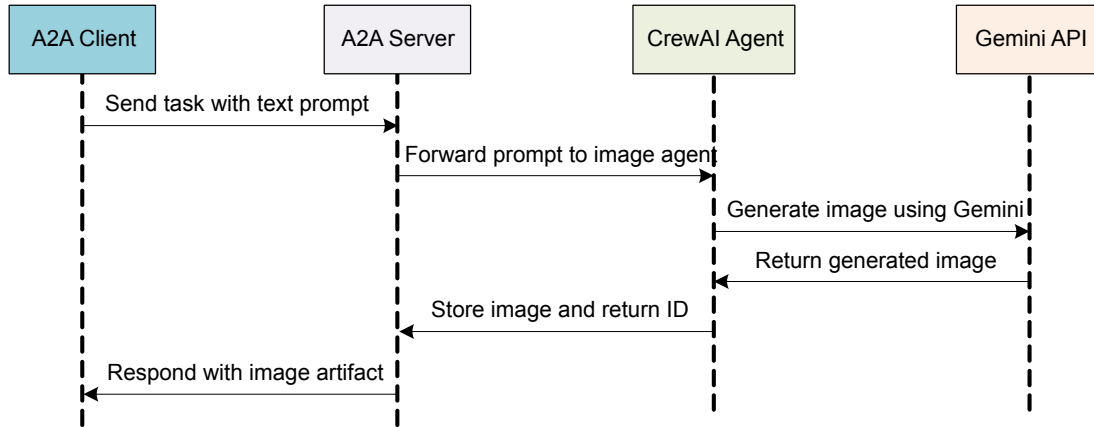 A2A Client
A2A Server
CrewAI Agent
Gemini API
Send task with text prompt
Forward prompt to image agent
Generate image using Gemini
Return generated image
Store image and return ID
Respond with image artifact